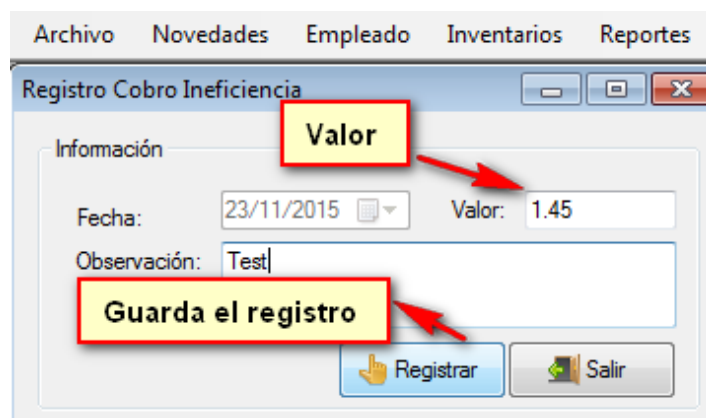 Archivo Novedades Empleado Inventarios Reportes
Registro Cobro Ineficiencia
Valor
Información
Fecha: 23/11/2015 Valor: 1.45
Observación: Test
Guarda el registro
Registrar Salir